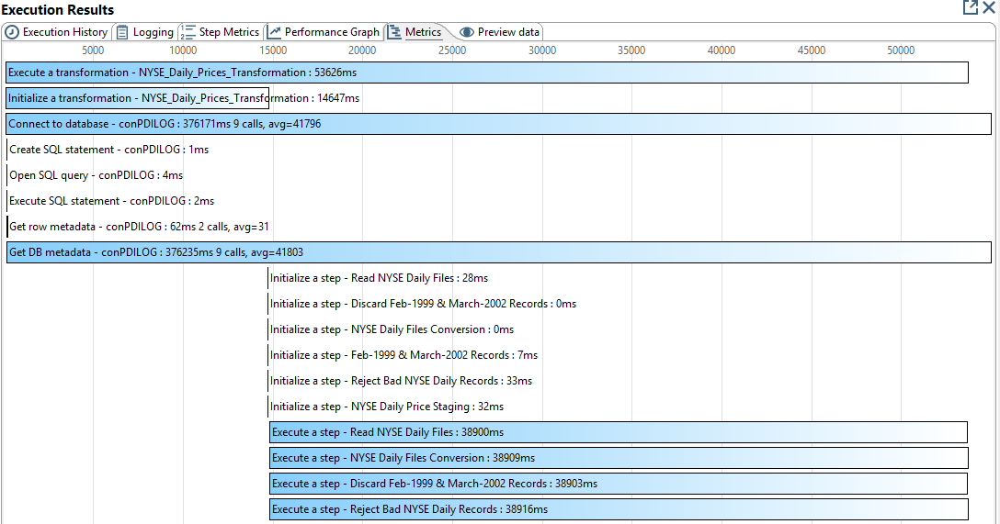 Execution Results
Execution History Logging Step Metrics Performance Graph Metrics Preview data
5000 10000 15000 20000 25000 30000 35000 40000 45000 50000
Execute a transformation - NYSE_Daily_Prices_Transformation : 53626ms
Initialize a transformation - NYSE_Daily_Prices_Transformation : 14647ms
Connect to database - conPDILOG : 376171ms 9 calls, avg=41796
Create SQL statement - conPDILOG : 1ms
Open SQL query - conPDILOG : 4ms
Execute SQL statement - conPDILOG : 2ms
Get row metadata - conPDILOG : 62ms 2 calls, avg=31
Get DB metadata - conPDILOG : 376235ms 9 calls, avg=41803
Initialize a step - Read NYSE Daily Files : 28ms
Initialize a step - Discard Feb-1999 & March-2002 Records : 0ms
Initialize a step - NYSE Daily Files Conversion : 0ms
Initialize a step - Feb-1999 & March-2002 Records : 7ms
Initialize a step - Reject Bad NYSE Daily Records : 33ms
Initialize a step - NYSE Daily Price Staging : 32ms
Execute a step - Read NYSE Daily Files : 38900ms
Execute a step - NYSE Daily Files Conversion : 38909ms
Execute a step - Discard Feb-1999 & March-2002 Records : 38903ms
Execute a step - Reject Bad NYSE Daily Records : 38916ms